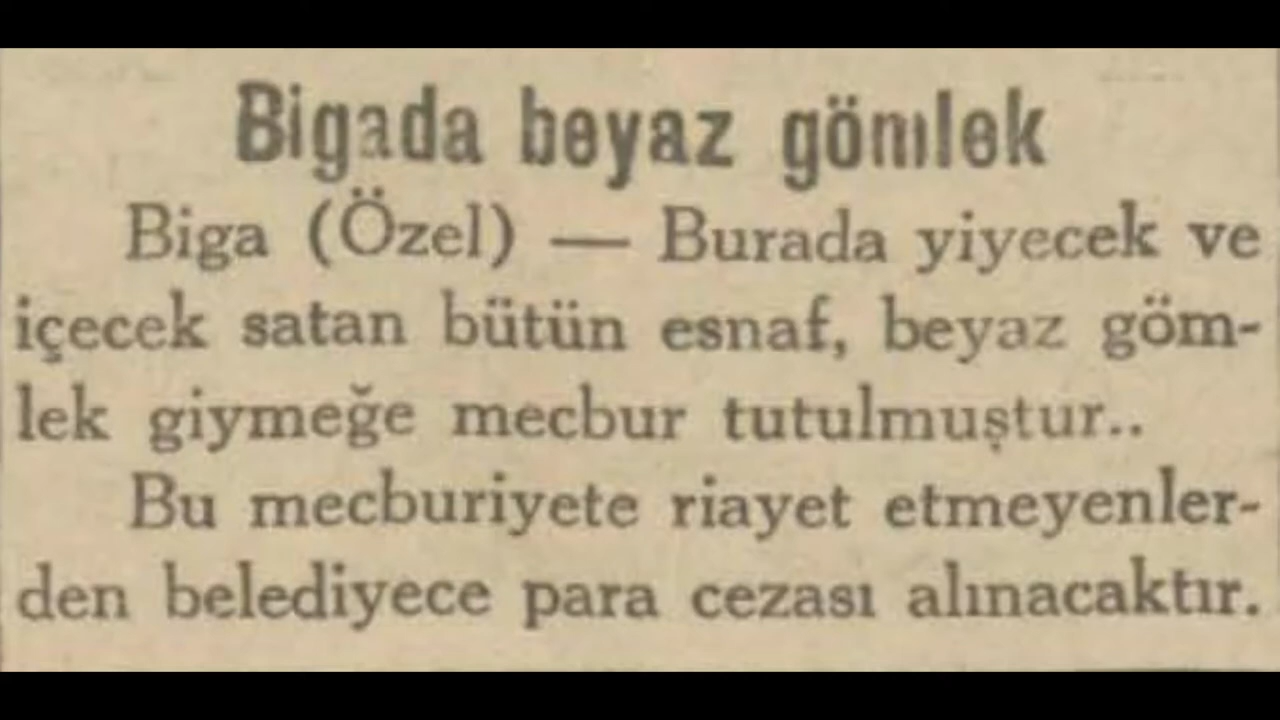 Bigada beyaz gömlek
Biga (Özel) — Burada yiyecek ve
içecek satan bütün esnaf, beyaz göm-
lek giymeğe mecbur tutulmuştur..
Bu mecburiyete riayet etmeyenler-
den belediyece para cezası alınacaktır.